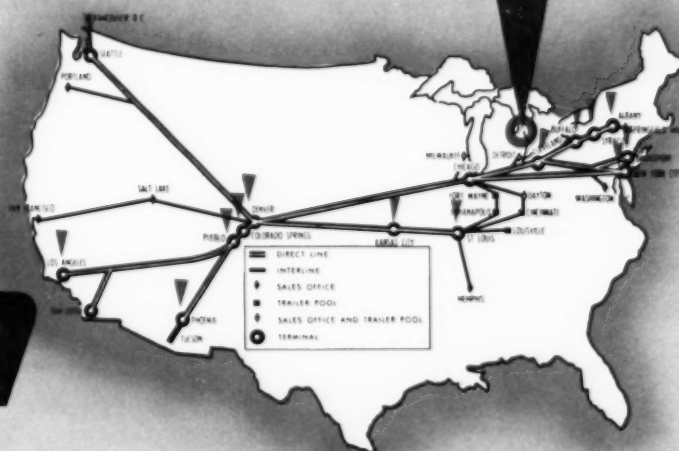 VANCOUVER B.C.
SEATTLE
PORTLAND
SALT LAKE
SAN FRANCISCO
DENVER
COLORADO SPRINGS
PUEBLO
LOS ANGELES
PHOENIX
TUCSON
KANSAS CITY
ST LOUIS
MEMPHIS
LOUISVILLE
CINCINNATI
DAYTON
FORT WAYNE
INDIANAPOLIS
CHICAGO
MILWAUKEE
DETROIT
BUFFALO
ALBANY
WASHINGTON
NEW YORK CITY
DIRECT LINE
INTERLINE
SALES OFFICE
TRAILER POOL
SALES OFFICE AND TRAILER POOL
TERMINAL